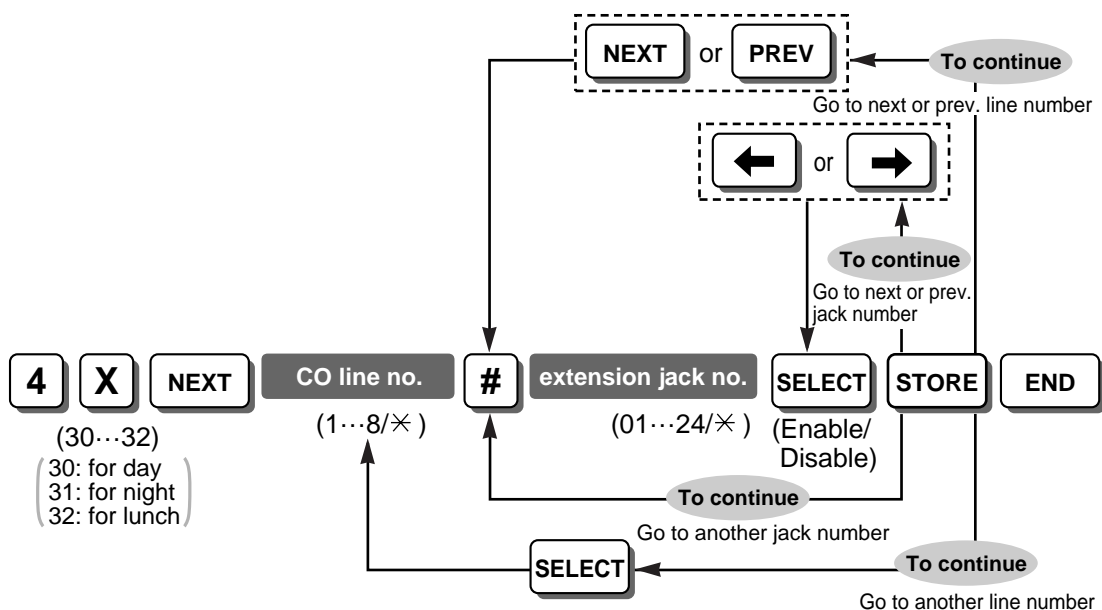 NEXT or PREV
To continue
Go to next or prev. line number
← or →
To continue
Go to next or prev.
jack number
4 X NEXT CO line no. # extension jack no. SELECT STORE END
(30···32)
(1···8/✳)
(01···24/✳)
(Enable/
Disable)
30: for day
31: for night
32: for lunch
To continue
Go to another jack number
SELECT
To continue
Go to another line number